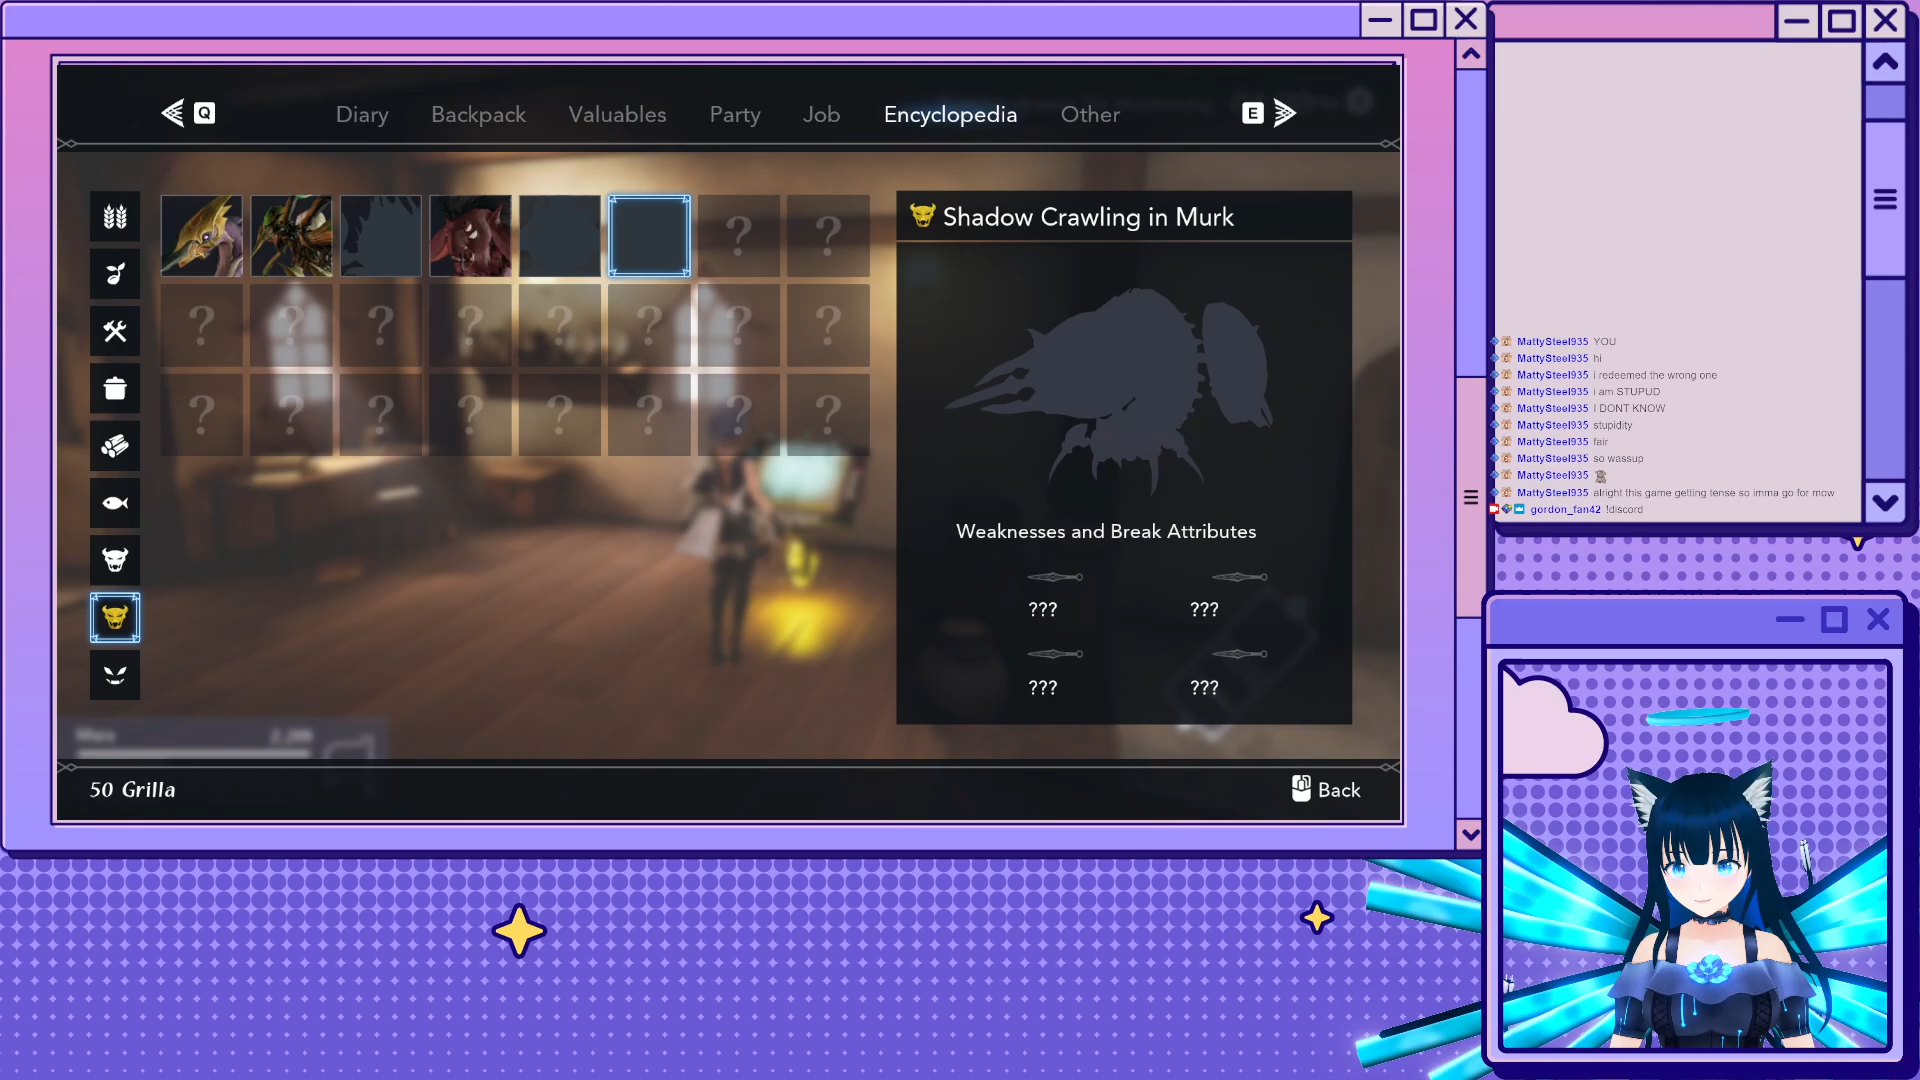 Q Diary Backpack Valuables Party Job Encyclopedia Other E
? ?
? ? ? ? ? ? ? ?
? ? ? ? ? ? ? ?
Shadow Crawling in Murk
Weaknesses and Break Attributes
??? ???
??? ???
50 Grilla
Back
MattySteel935 YOU
MattySteel935 hi
MattySteel935 i redeemed the wrong one
MattySteel935 i am STUPUD
MattySteel935 I DONT KNOW
MattySteel935 stupidity
MattySteel935 fair
MattySteel935 so wassup
MattySteel935
MattySteel935 alright this game getting tense so imma go for mow
gordon_fan42 !discord